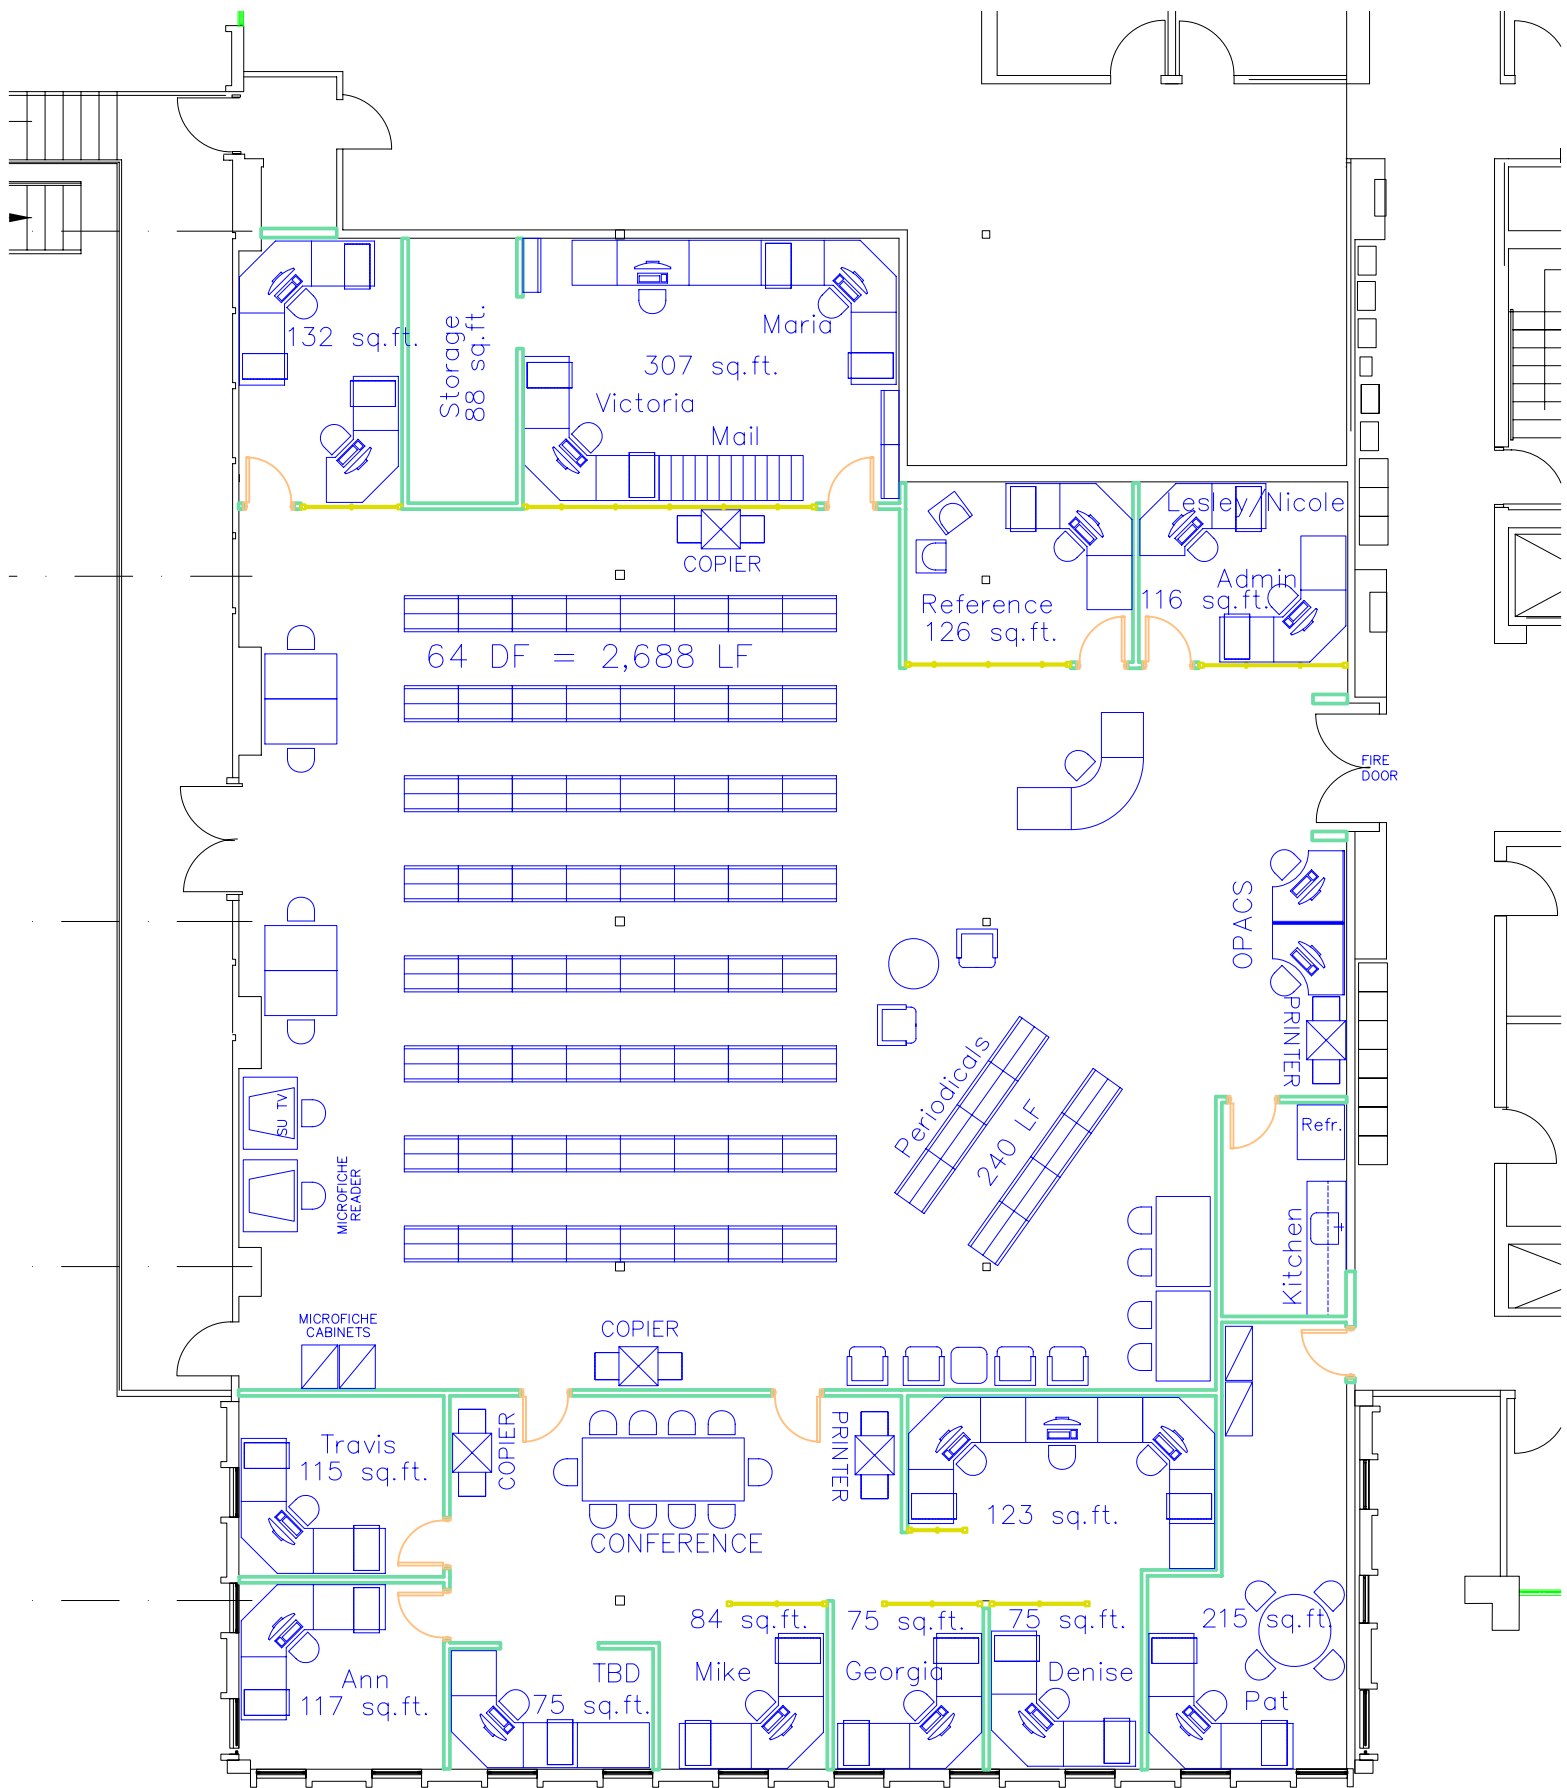 132 sq.ft.
Storage
88 sq.ft.
Maria
307 sq.ft.
Victoria
Mail
COPIER
Lesley/Nicole
Admin
116 sq.ft.
Reference
126 sq.ft.
64 DF = 2,688 LF
FIRE
DOOR
OPACS
PRINTER
Periodicals
240 LF
SU TV
MICROFICHE
READER
Refr.
Kitchen
MICROFICHE
CABINETS
COPIER
Travis
115 sq.ft.
COPIER
CONFERENCE
PRINTER
123 sq.ft.
84 sq.ft.
Mike
75 sq.ft.
Georgia
75 sq.ft.
Denise
215 sq.ft.
Pat
Ann
117 sq.ft.
TBD
75 sq.ft.